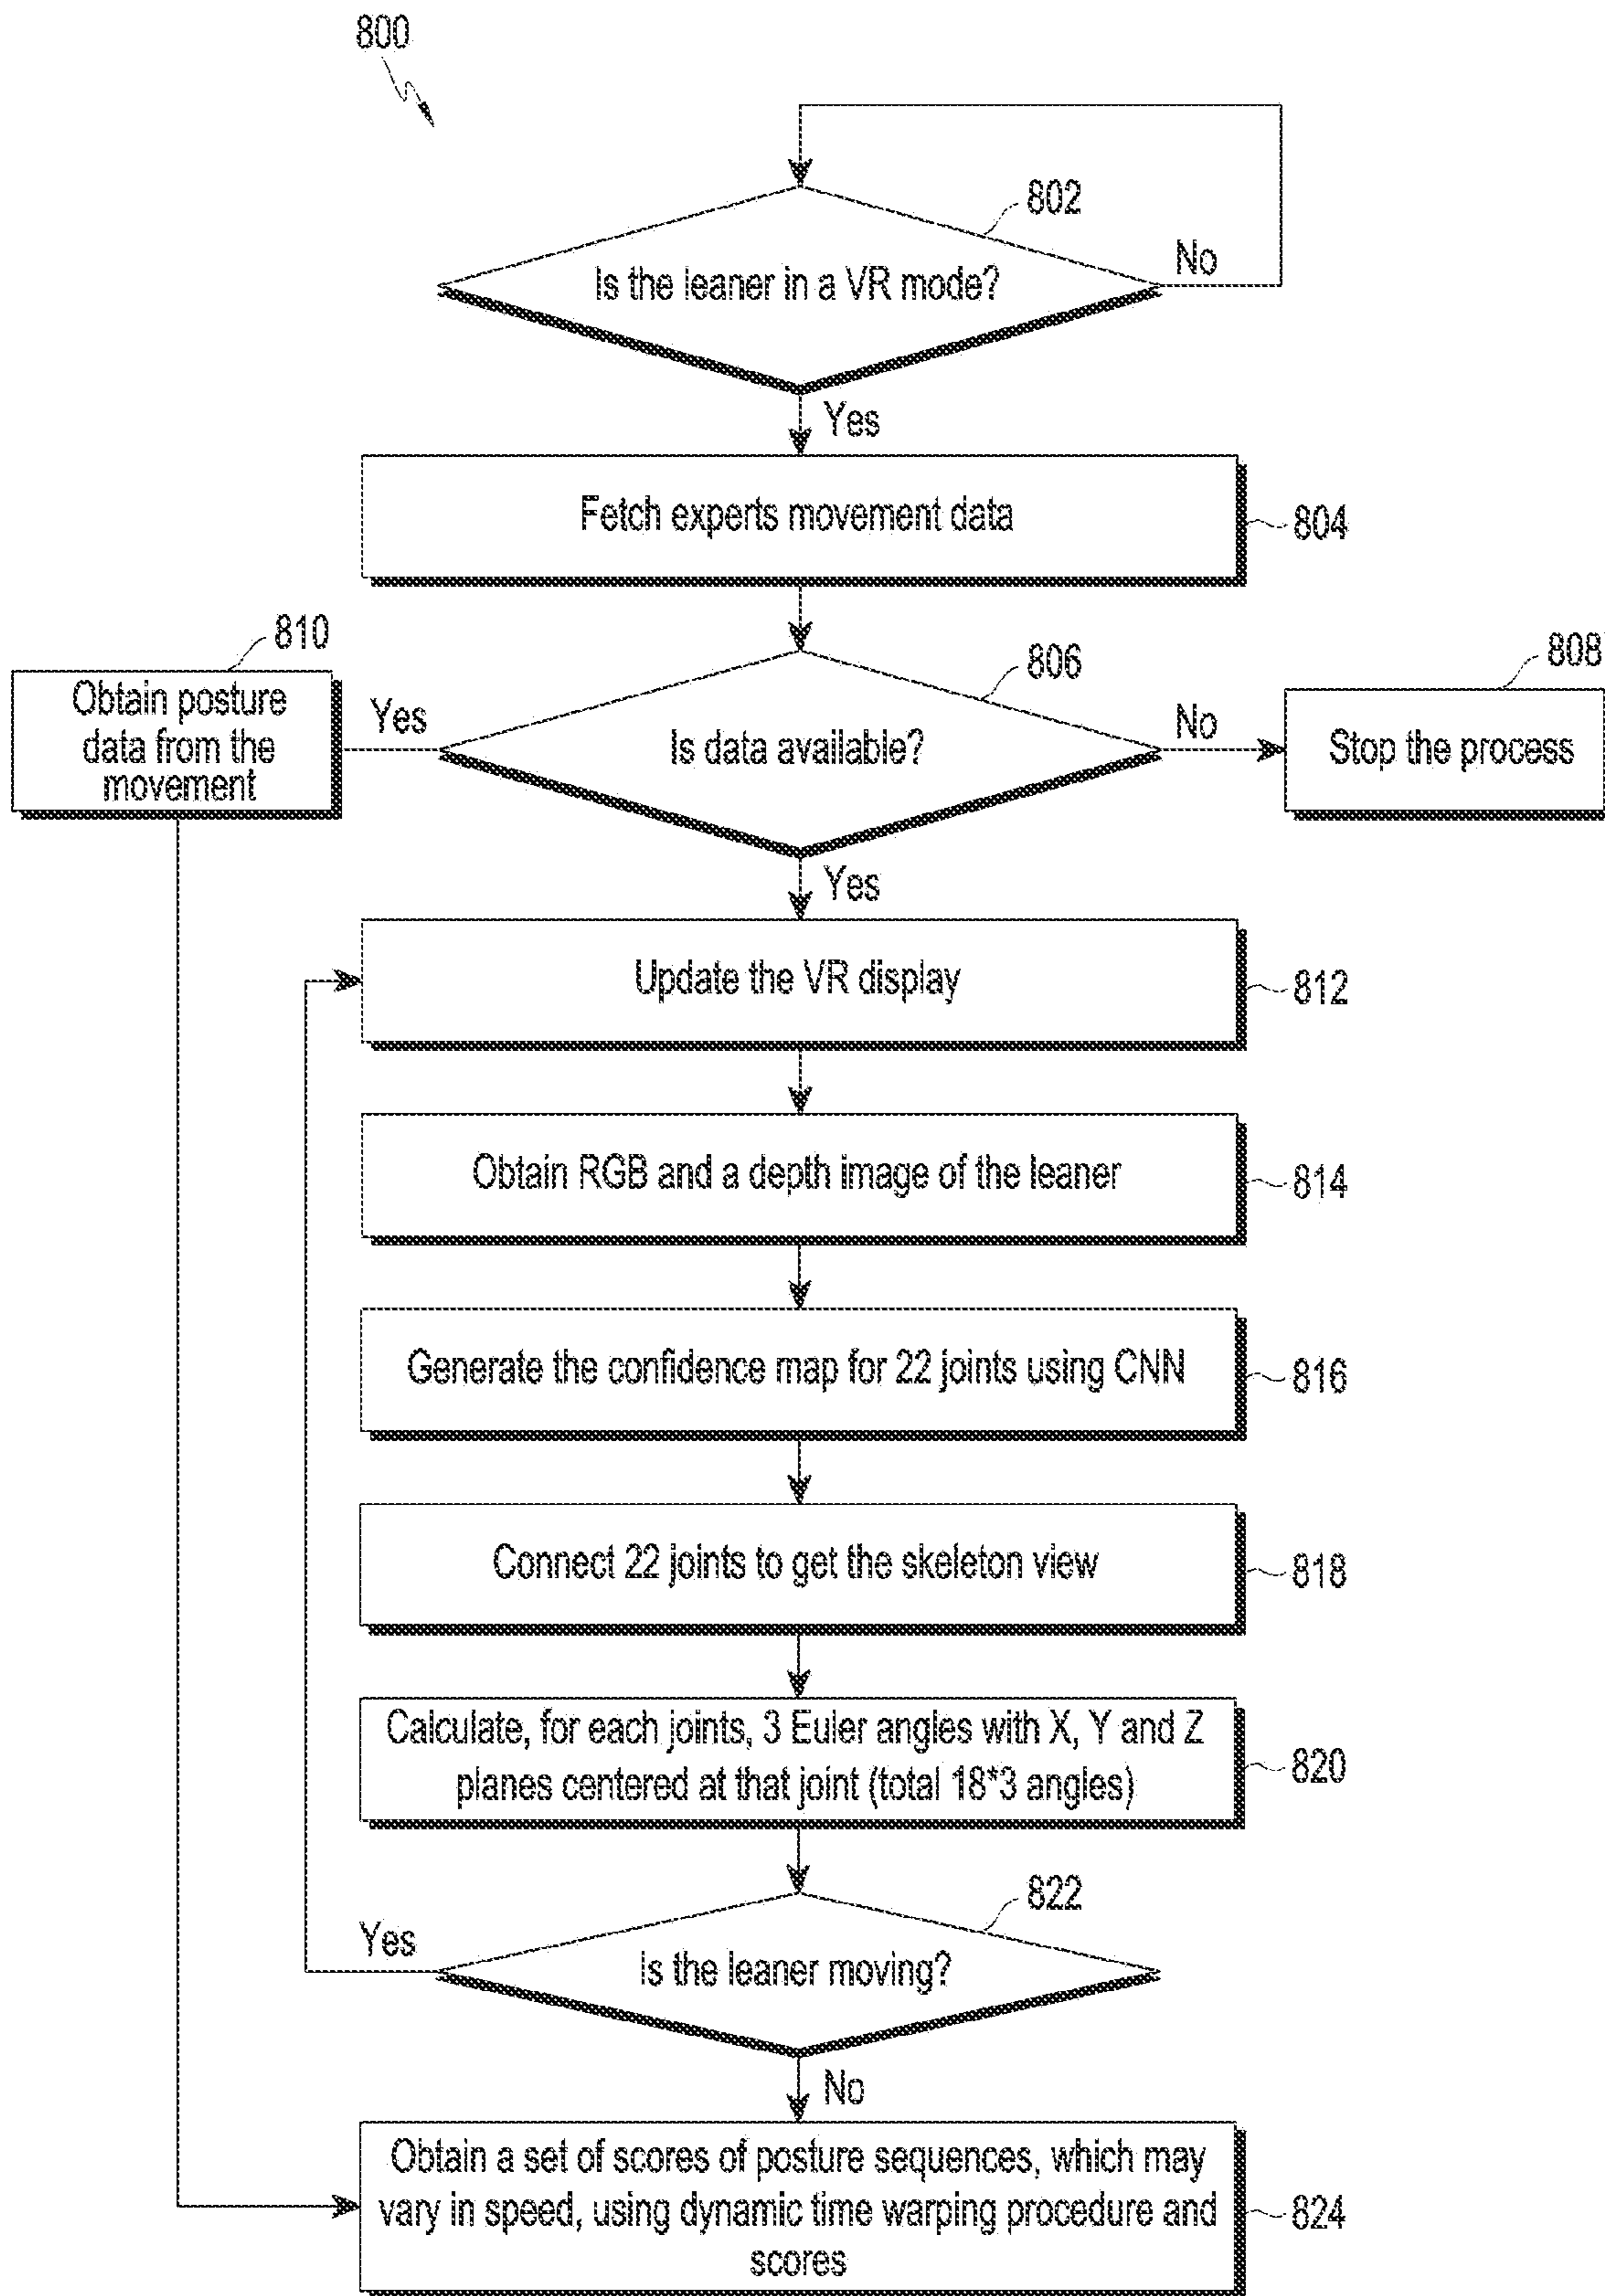 800
802
Is the leaner in a VR mode?
No
Yes
Fetch experts movement data
804
810
Obtain posture
data from the
movement
Yes
806
Is data available?
No
808
Stop the process
Yes
Update the VR display
812
Obtain RGB and a depth image of the leaner
814
Generate the confidence map for 22 joints using CNN
816
Connect 22 joints to get the skeleton view
818
Calculate, for each joints, 3 Euler angles with X, Y and Z
planes centered at that joint (total 18*3 angles)
820
822
Yes
Is the leaner moving?
No
Obtain a set of scores of posture sequences, which may
vary in speed, using dynamic time warping procedure and
scores
824